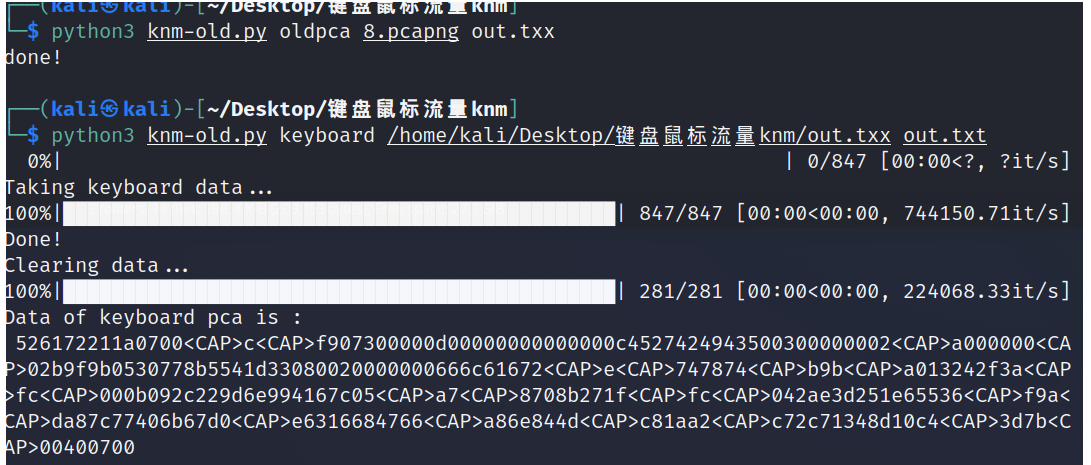 ┌──(kali㉿kali)-[~/Desktop/键盘鼠标流量knm]
└─$ python3 knm-old.py oldpca 8.pcapng out.txx
done!
┌──(kali㉿kali)-[~/Desktop/键盘鼠标流量knm]
└─$ python3 knm-old.py keyboard /home/kali/Desktop/键盘鼠标流量knm/out.txx out.txt
0%| | 0/847 [00:00<?, ?it/s]
Taking keyboard data...
100%|██████████████████████████████| 847/847 [00:00<00:00, 744150.71it/s]
Done!
Clearing data...
100%|██████████████████████████████| 281/281 [00:00<00:00, 224068.33it/s]
Data of keyboard pca is :
526172211a0700<CAP>c<CAP>f907300000d00000000000000c4527424943500300000002<CAP>a000000<CA
P>02b9f9b0530778b5541d33080020000000666c61672<CAP>e<CAP>747874<CAP>b9b<CAP>a013242f3a<CAP
>fc<CAP>000b092c229d6e994167c05<CAP>a7<CAP>8708b271f<CAP>fc<CAP>042ae3d251e65536<CAP>f9a<
CAP>da87c77406b67d0<CAP>e6316684766<CAP>a86e844d<CAP>c81aa2<CAP>c72c71348d10c4<CAP>3d7b<C
AP>00400700